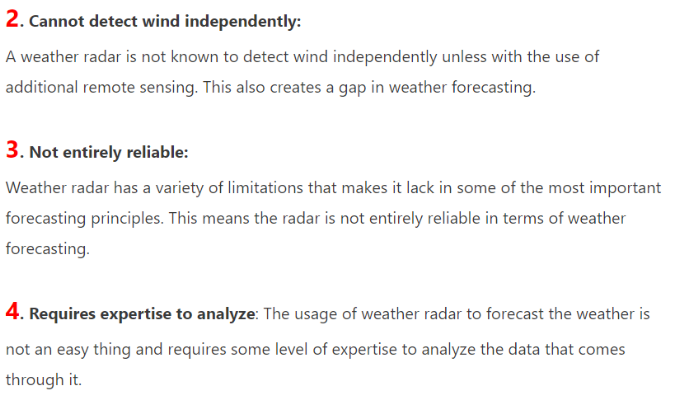 2. Cannot detect wind independently:
A weather radar is not known to detect wind independently unless with the use of
additional remote sensing. This also creates a gap in weather forecasting.
3. Not entirely reliable:
Weather radar has a variety of limitations that makes it lack in some of the most important
forecasting principles. This means the radar is not entirely reliable in terms of weather
forecasting.
4. Requires expertise to analyze: The usage of weather radar to forecast the weather is
not an easy thing and requires some level of expertise to analyze the data that comes
through it.